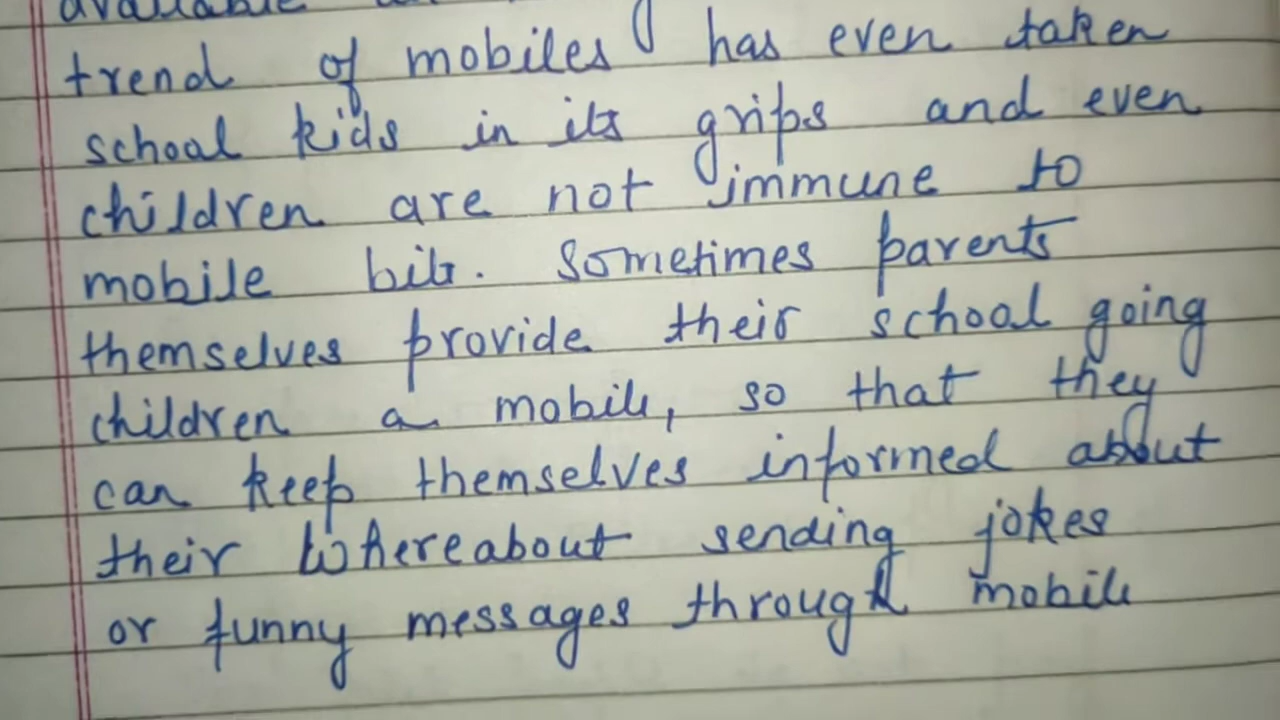 available
trend of mobiles has even taken
school kids in its grips and even
children are not immune to
mobile bite. Sometimes parents
themselves provide their school going
children a mobile, so that they
can keep themselves informed about
their whereabout sending jokes
or funny messages through mobile